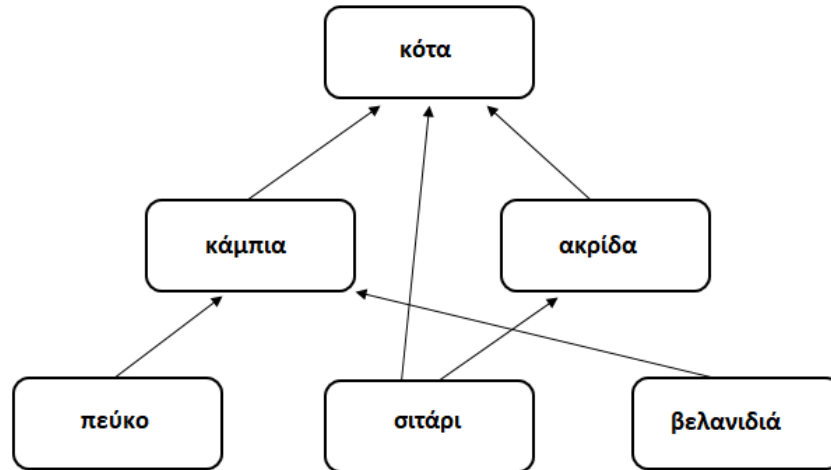 κότα
κάμπια
ακρίδα
πεύκο
σιτάρι
βελανιδιά